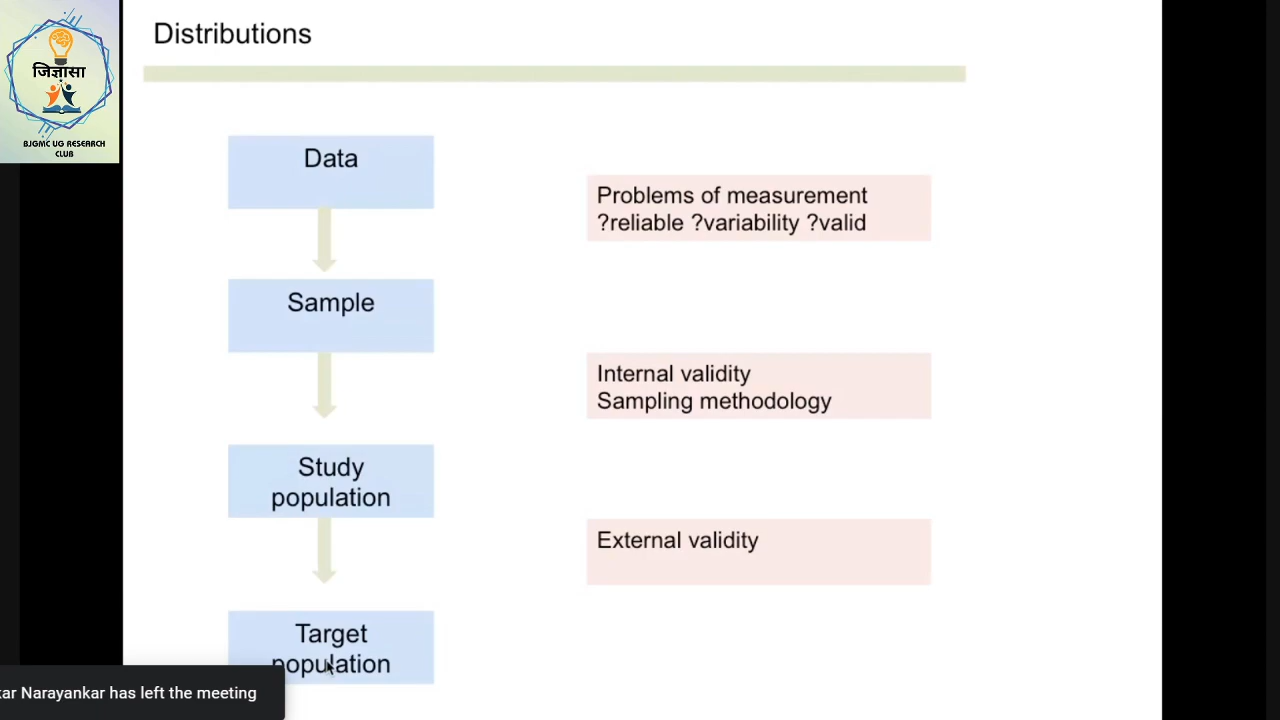 Distributions
जिज्ञासा
BJGMC UG RESEARCH
CLUB
Data
Problems of measurement
?reliable ?variability ?valid
Sample
Internal validity
Sampling methodology
Study
population
External validity
Target
population
Narayankar has left the meeting